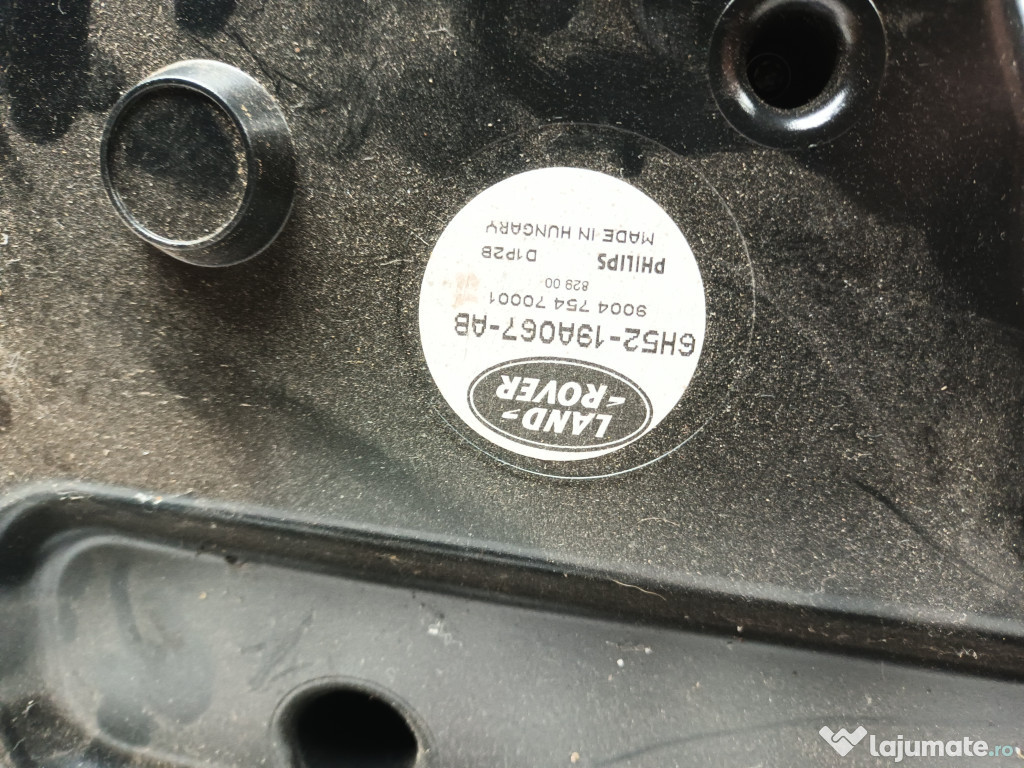 LAND
ROVER
6H52-19A067-AB
9004 754 70001
829 00
PHILIPS D1P2B
MADE IN HUNGARY
lajumate.ro